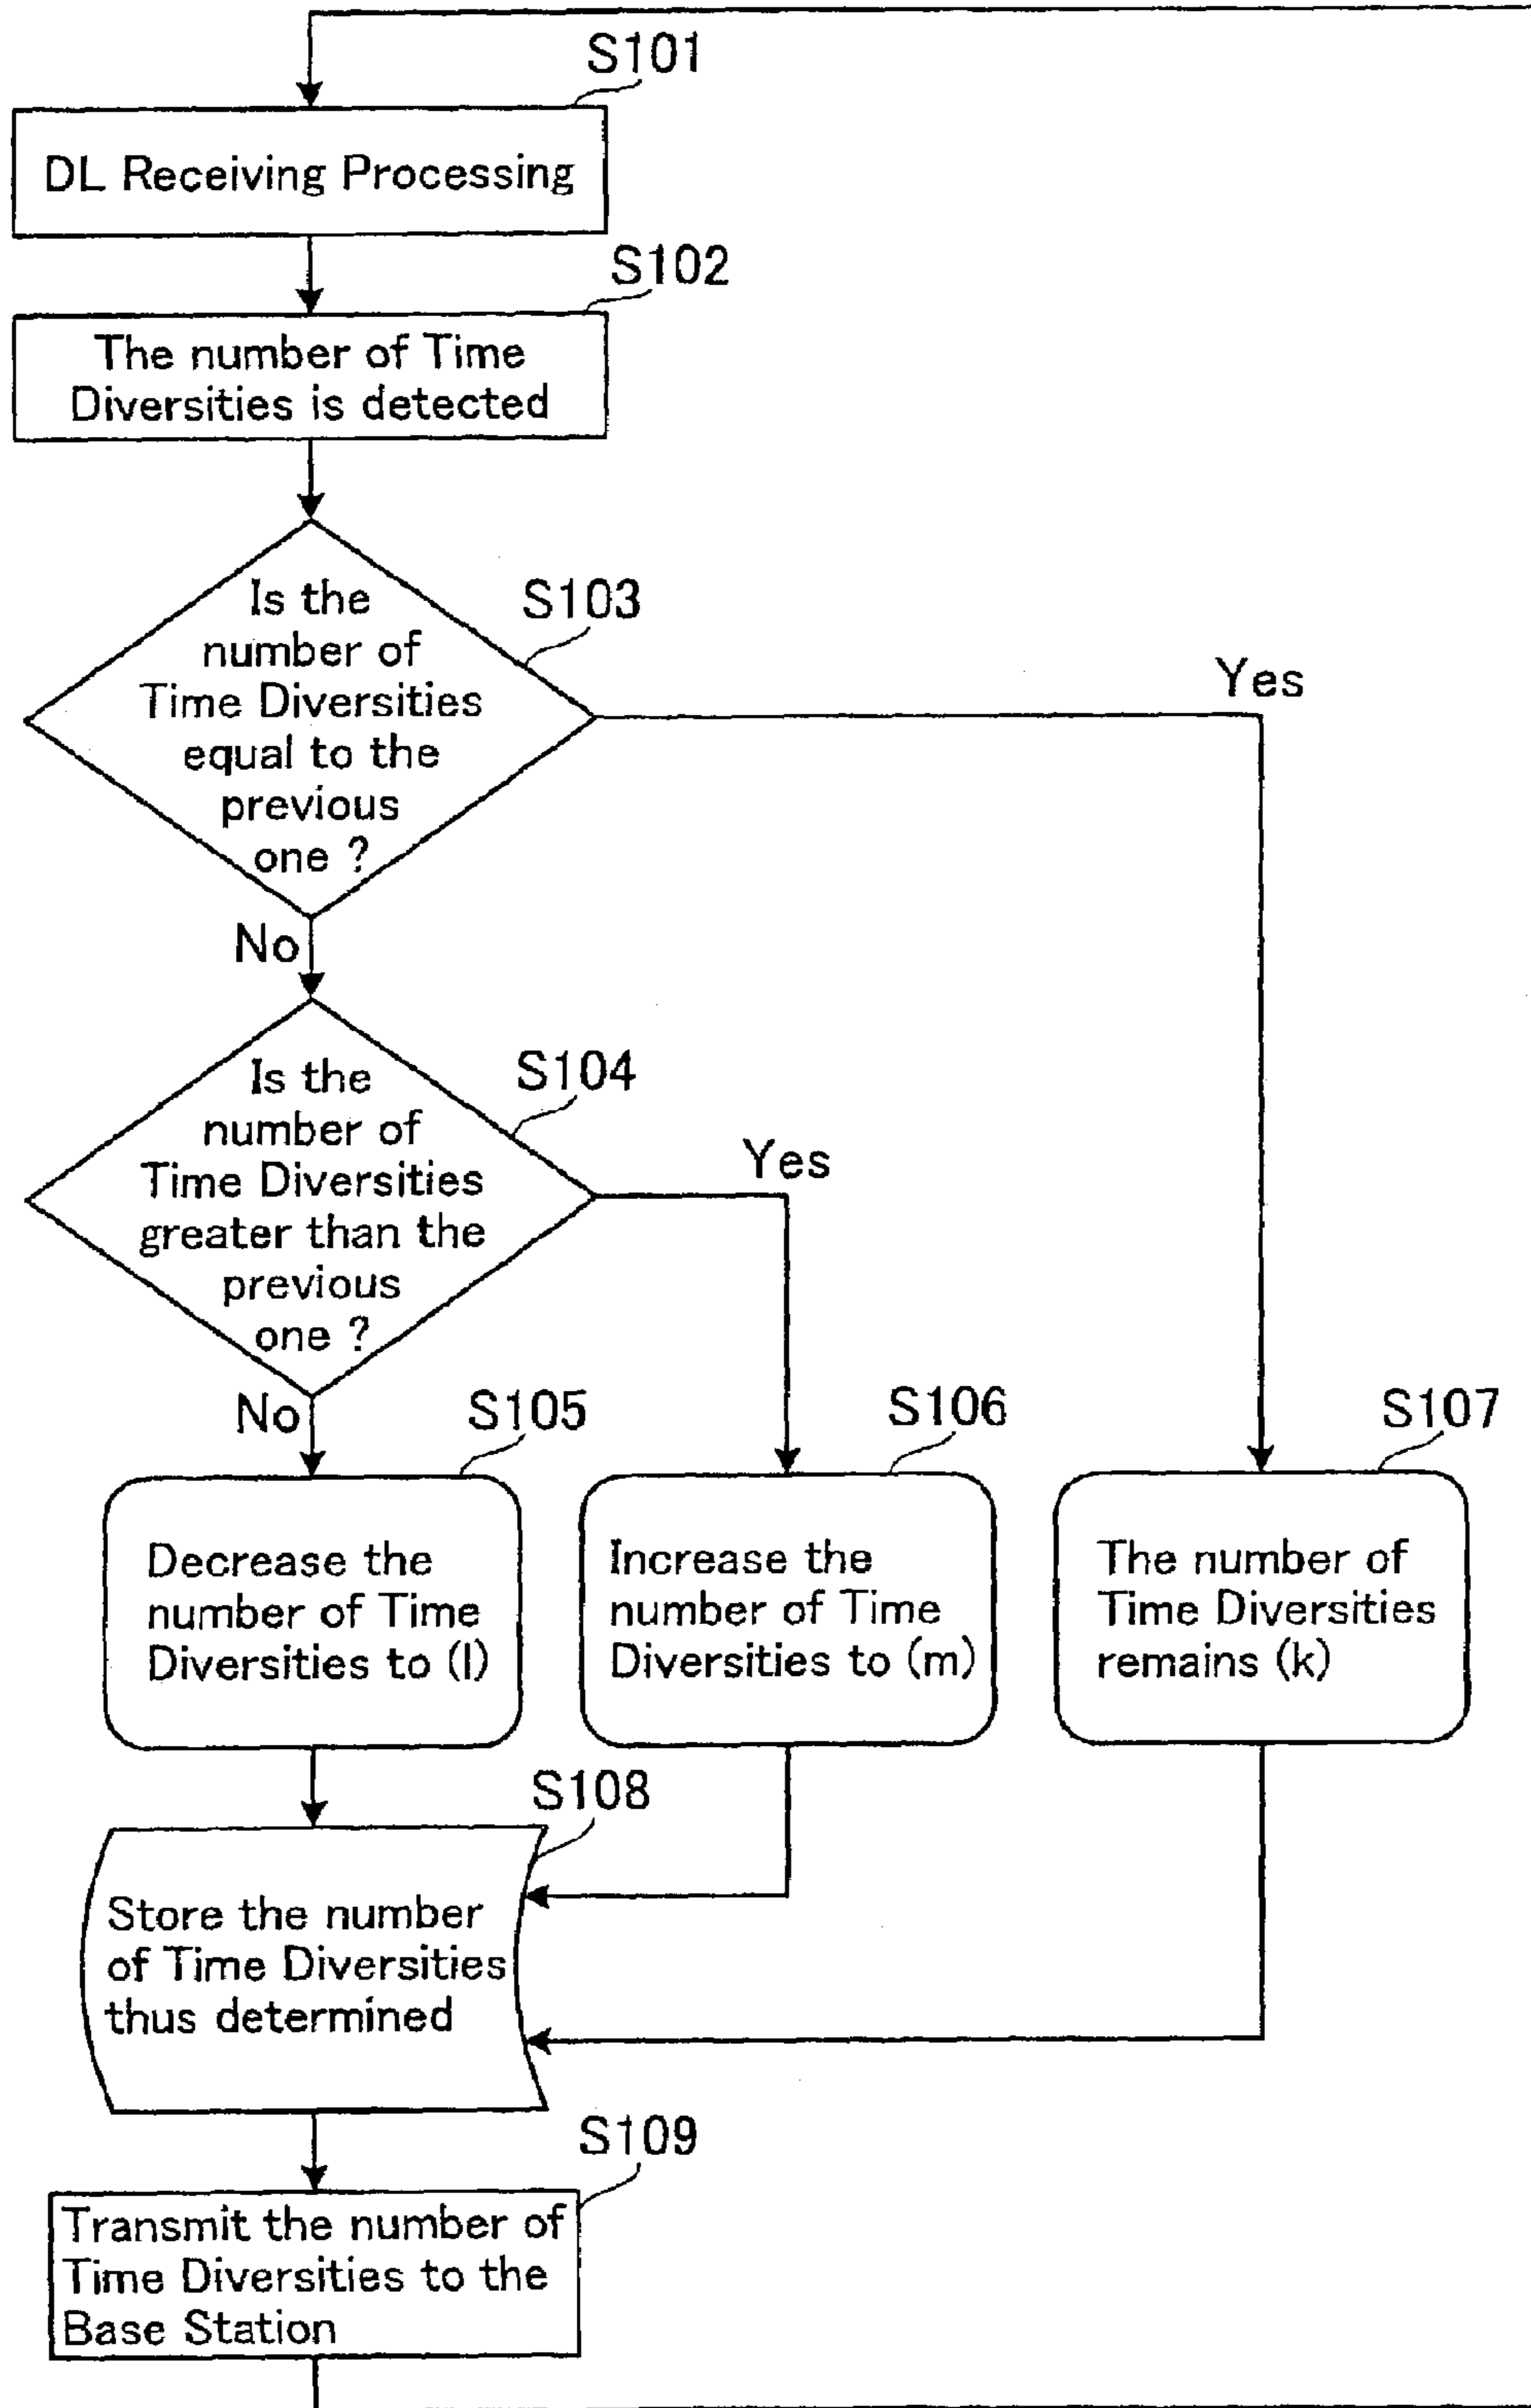 S101
DL Receiving Processing
S102
The number of Time
Diversities is detected
S103
Is the
number of
Time Diversities
equal to the
previous
one ?
Yes
No
S104
Is the
number of
Time Diversities
greater than the
previous
one ?
Yes
No
S105
Decrease the
number of Time
Diversities to (l)
S106
Increase the
number of Time
Diversities to (m)
S107
The number of
Time Diversities
remains (k)
S108
Store the number
of Time Diversities
thus determined
S109
Transmit the number of
Time Diversities to the
Base Station